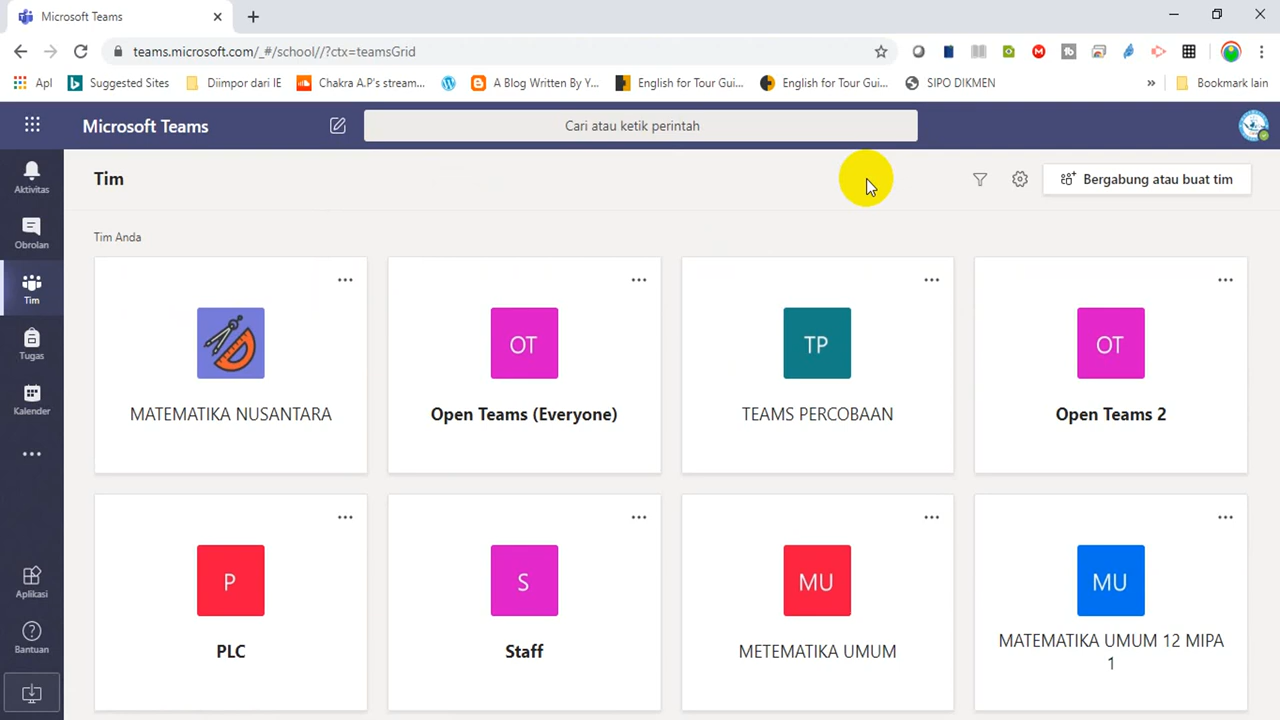 Microsoft Teams
teams.microsoft.com/_#/school//?ctx=teamsGrid
Apl
Suggested Sites
Diimpor dari IE
Chakra A.P's stream...
A Blog Written By Y...
English for Tour Gui...
English for Tour Gui...
SIPO DIKMEN
»
Bookmark lain
Microsoft Teams
Cari atau ketik perintah
Aktivitas
Obrolan
Tim
Tugas
Kalender
Aplikasi
Bantuan
Tim
Bergabung atau buat tim
Tim Anda
MATEMATIKA NUSANTARA
OT
Open Teams (Everyone)
TP
TEAMS PERCOBAAN
OT
Open Teams 2
P
PLC
S
Staff
MU
METEMATIKA UMUM
MU
MATEMATIKA UMUM 12 MIPA
1